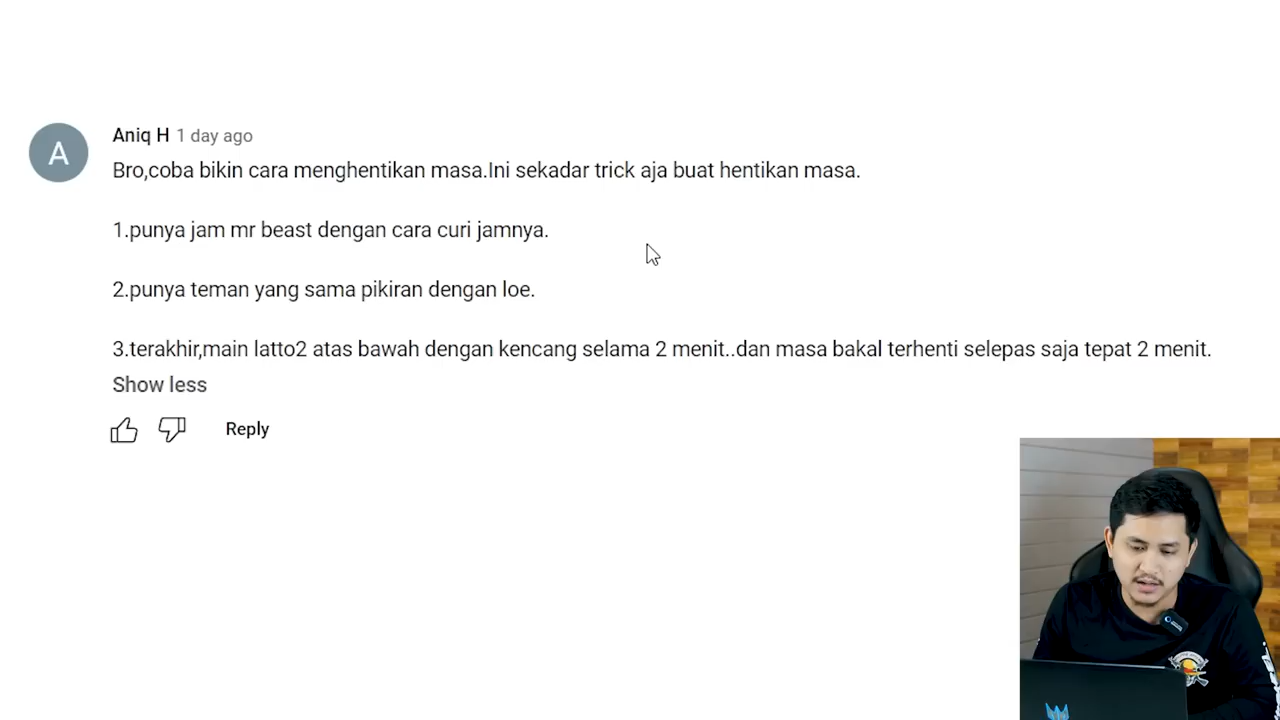 A
Aniq H 1 day ago
Bro,coba bikin cara menghentikan masa.Ini sekadar trick aja buat hentikan masa.
1.punya jam mr beast dengan cara curi jamnya.
2.punya teman yang sama pikiran dengan loe.
3.terakhir,main latto2 atas bawah dengan kencang selama 2 menit..dan masa bakal terhenti selepas saja tepat 2 menit.
Show less
Reply